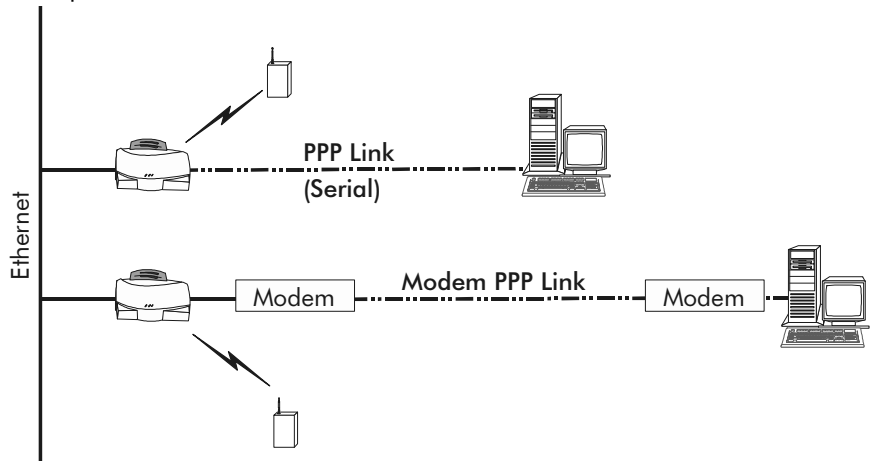 PPP Link
(Serial)
Ethernet
Modem
Modem PPP Link
Modem